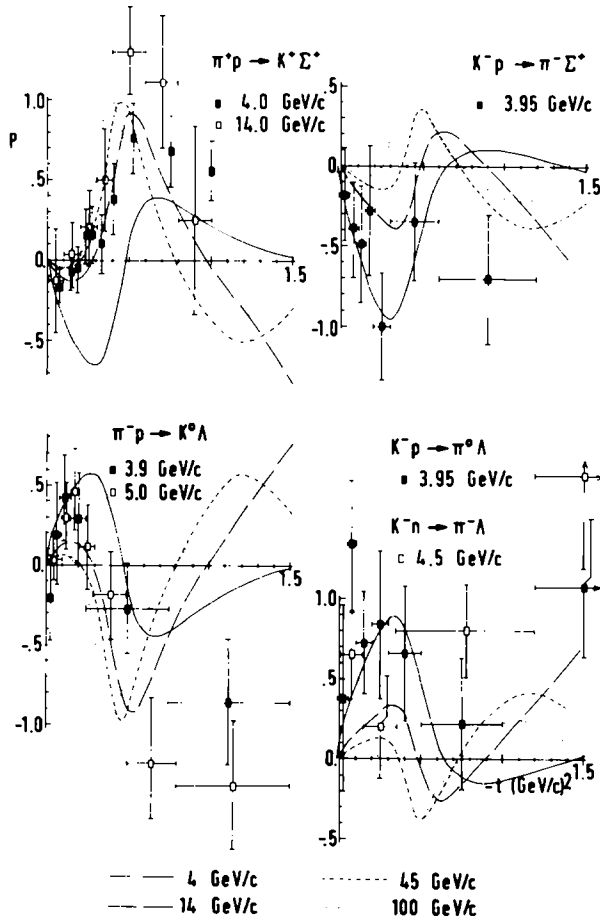 π⁺p → K⁺Σ⁺
4.0 GeV/c
14.0 GeV/c
P
1.0
.5
0
-.5
1.5
K⁻p → π⁻Σ⁺
3.95 GeV/c
.5
0
-.5
-1.0
1.5
π⁻p → K⁰Λ
3.9 GeV/c
5.0 GeV/c
.5
0
-.5
-1.0
1.5
K⁻p → π⁰Λ
3.95 GeV/c
K⁻n → π⁻Λ
4.5 GeV/c
1.0
.5
0
-.5
1.5
-t (GeV/c)²
4 GeV/c
14 GeV/c
45 GeV/c
100 GeV/c